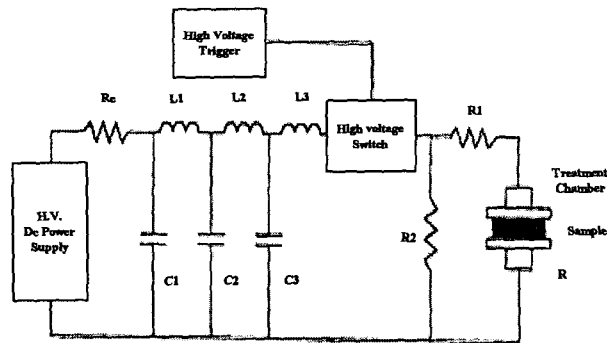 High Voltage
Trigger
Rc
L1
L2
L3
High voltage
Switch
R1
H.V.
Dc Power
Supply
Treatment
Chamber
Sample
R2
R
C1
C2
C3